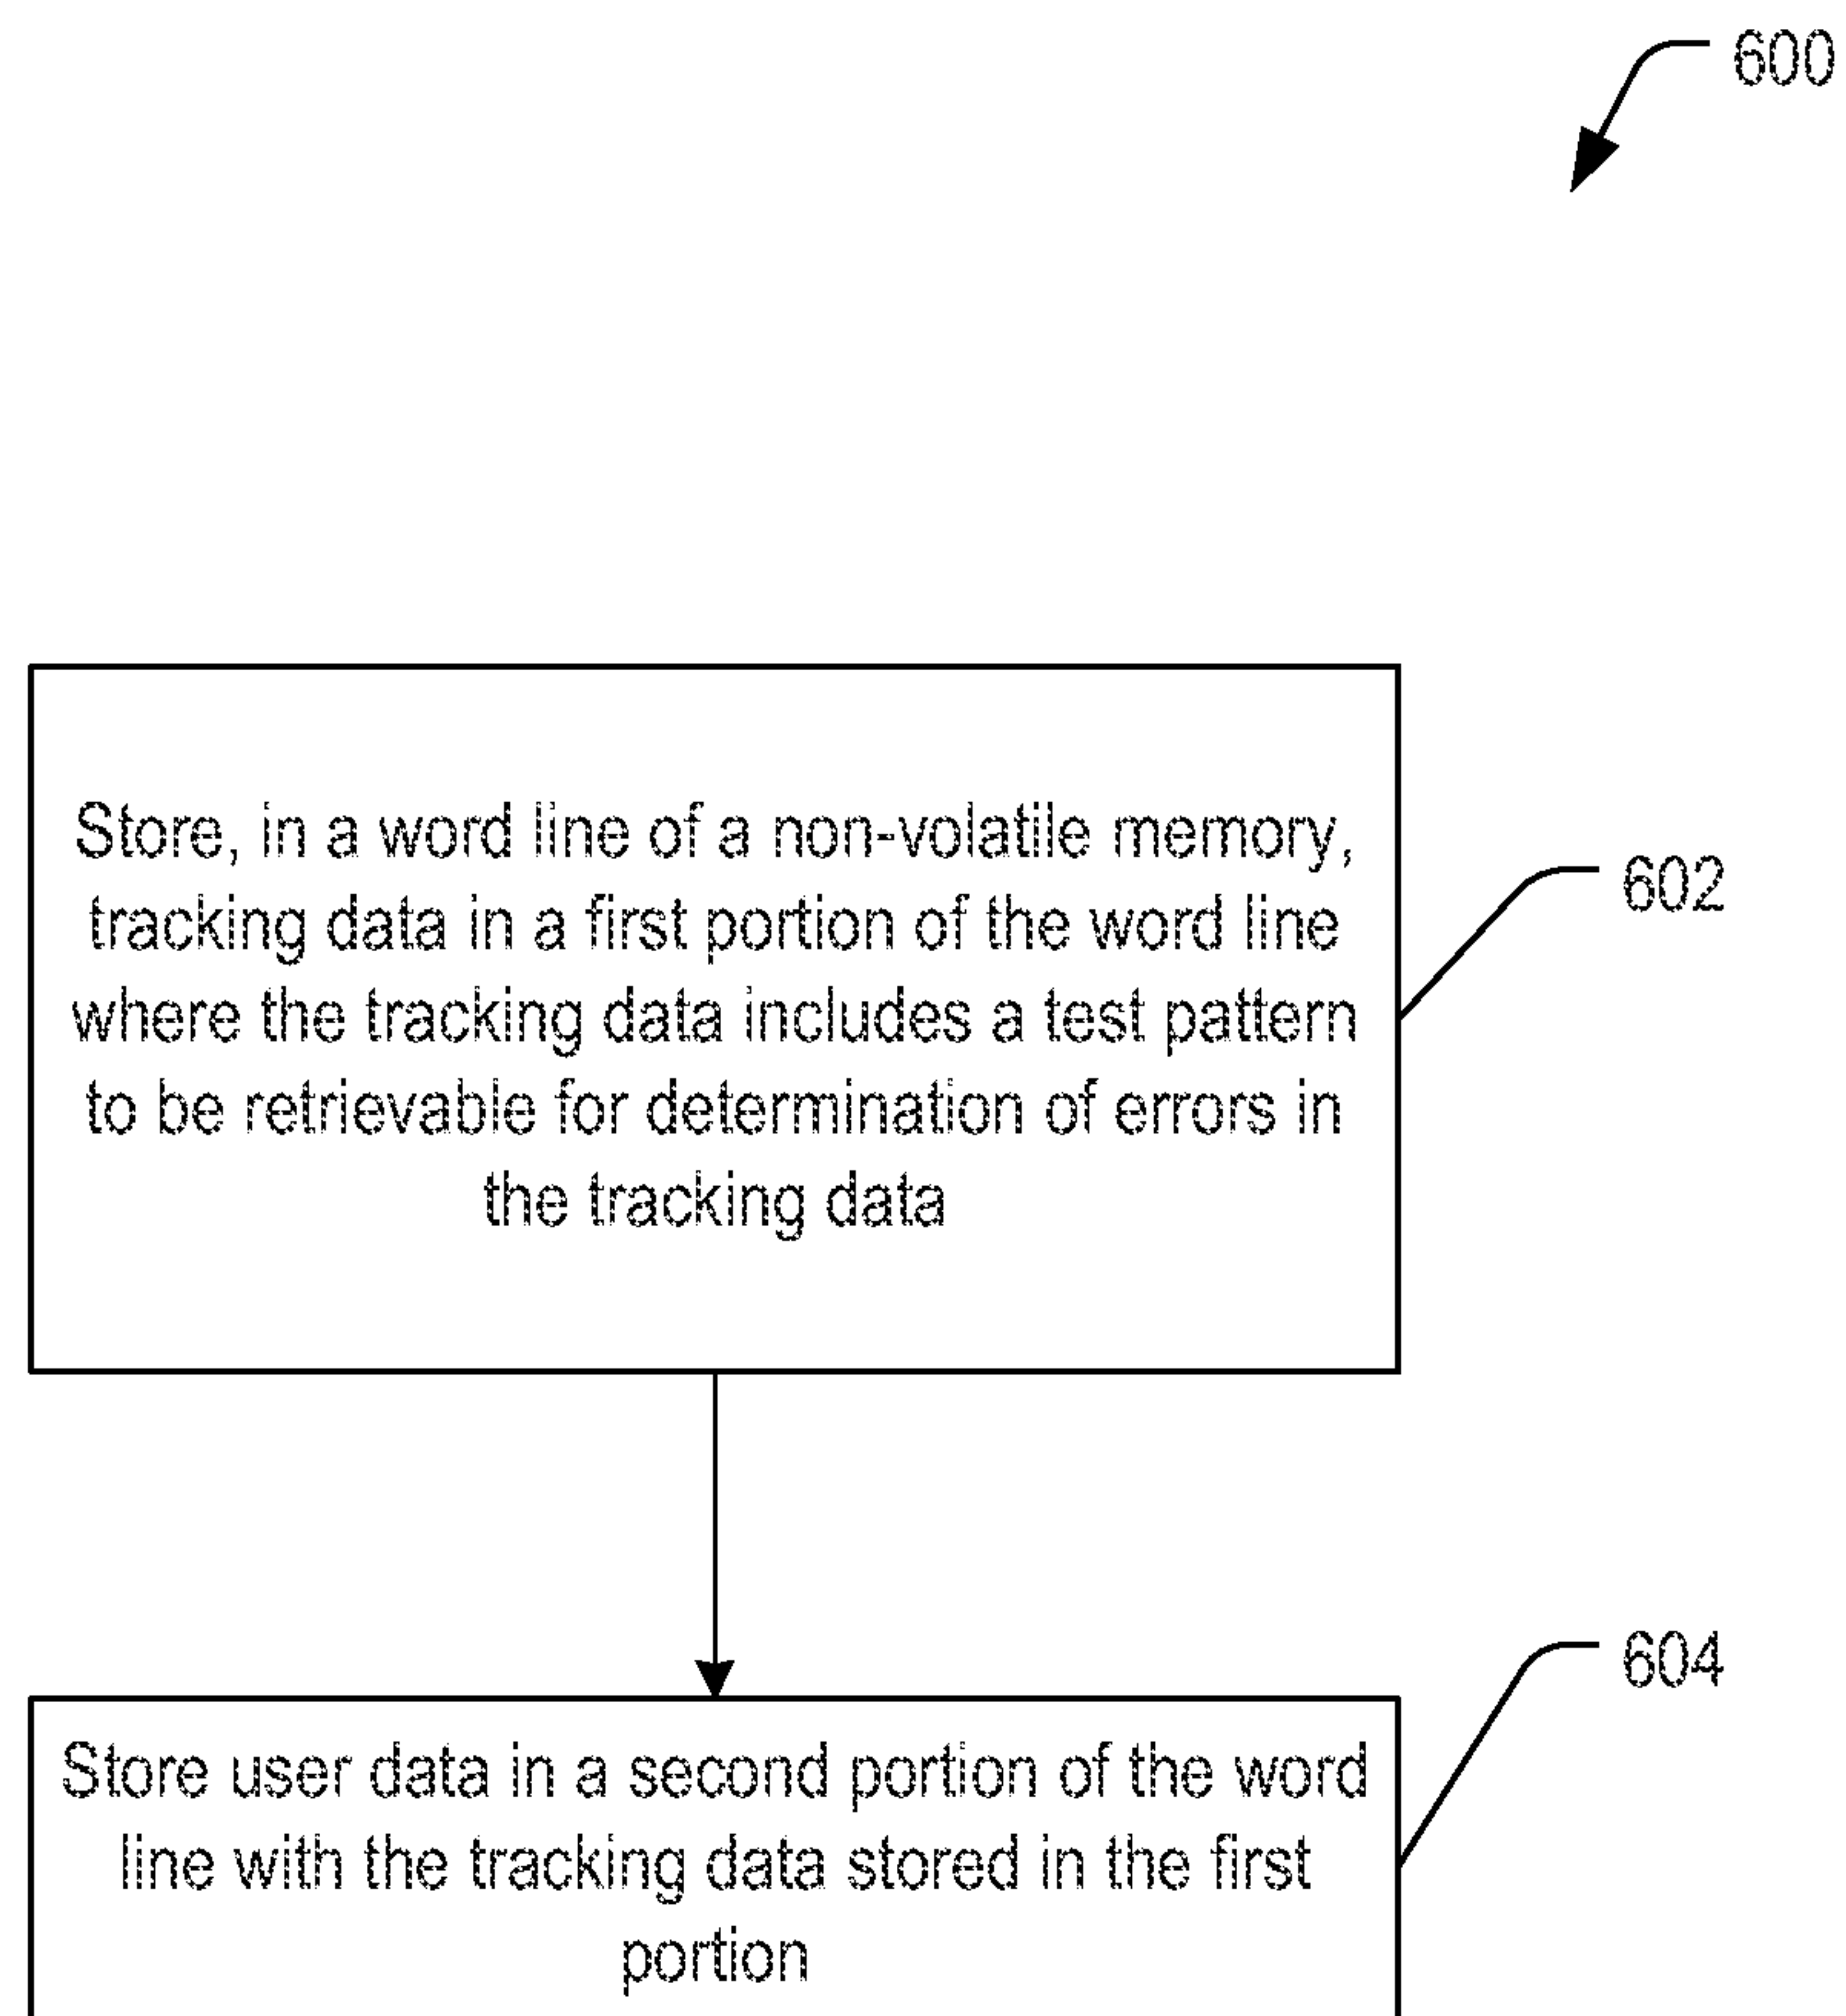 600
Store, in a word line of a non-volatile memory,
tracking data in a first portion of the word line
where the tracking data includes a test pattern
to be retrievable for determination of errors in
the tracking data
602
604
Store user data in a second portion of the word
line with the tracking data stored in the first
portion